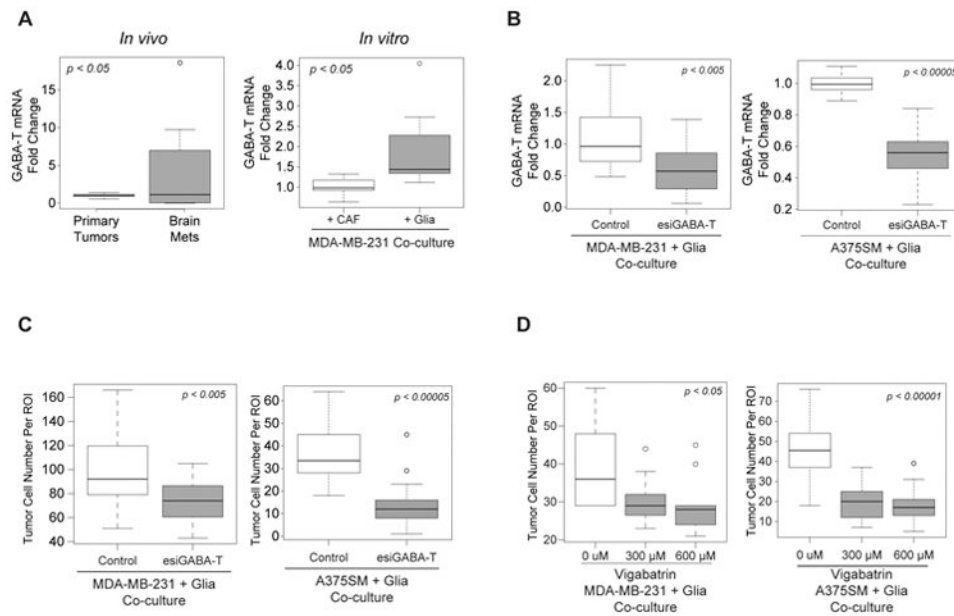 A
In vivo
GABA-T mRNA
Fold Change
p < 0.05
15
10
5
0
Primary
Tumors
Brain
Mets
In vitro
GABA-T mRNA
Fold Change
p < 0.05
4.0
3.5
3.0
2.5
2.0
1.5
1.0
0.5
+ CAF
+ Glia
MDA-MB-231 Co-culture
B
GABA-T mRNA
Fold Change
p < 0.005
2.0
1.5
1.0
0.5
0.0
Control
esiGABA-T
MDA-MB-231 + Glia
Co-culture
GABA-T mRNA
Fold Change
p < 0.00005
1.0
0.8
0.6
0.4
0.2
Control
esiGABA-T
A375SM + Glia
Co-culture
C
Tumor Cell Number Per ROI
p < 0.005
160
140
120
100
80
60
40
Control
esiGABA-T
MDA-MB-231 + Glia
Co-culture
Tumor Cell Number Per ROI
p < 0.00005
60
50
40
30
20
10
0
Control
esiGABA-T
A375SM + Glia
Co-culture
D
Tumor Cell Number Per ROI
p < 0.05
60
50
40
30
20
0 uM
300 µM
600 µM
Vigabatrin
MDA-MB-231 + Glia
Co-culture
Tumor Cell Number Per ROI
p < 0.00001
70
60
50
40
30
20
10
0 uM
300 µM
600 µM
Vigabatrin
A375SM + Glia
Co-culture